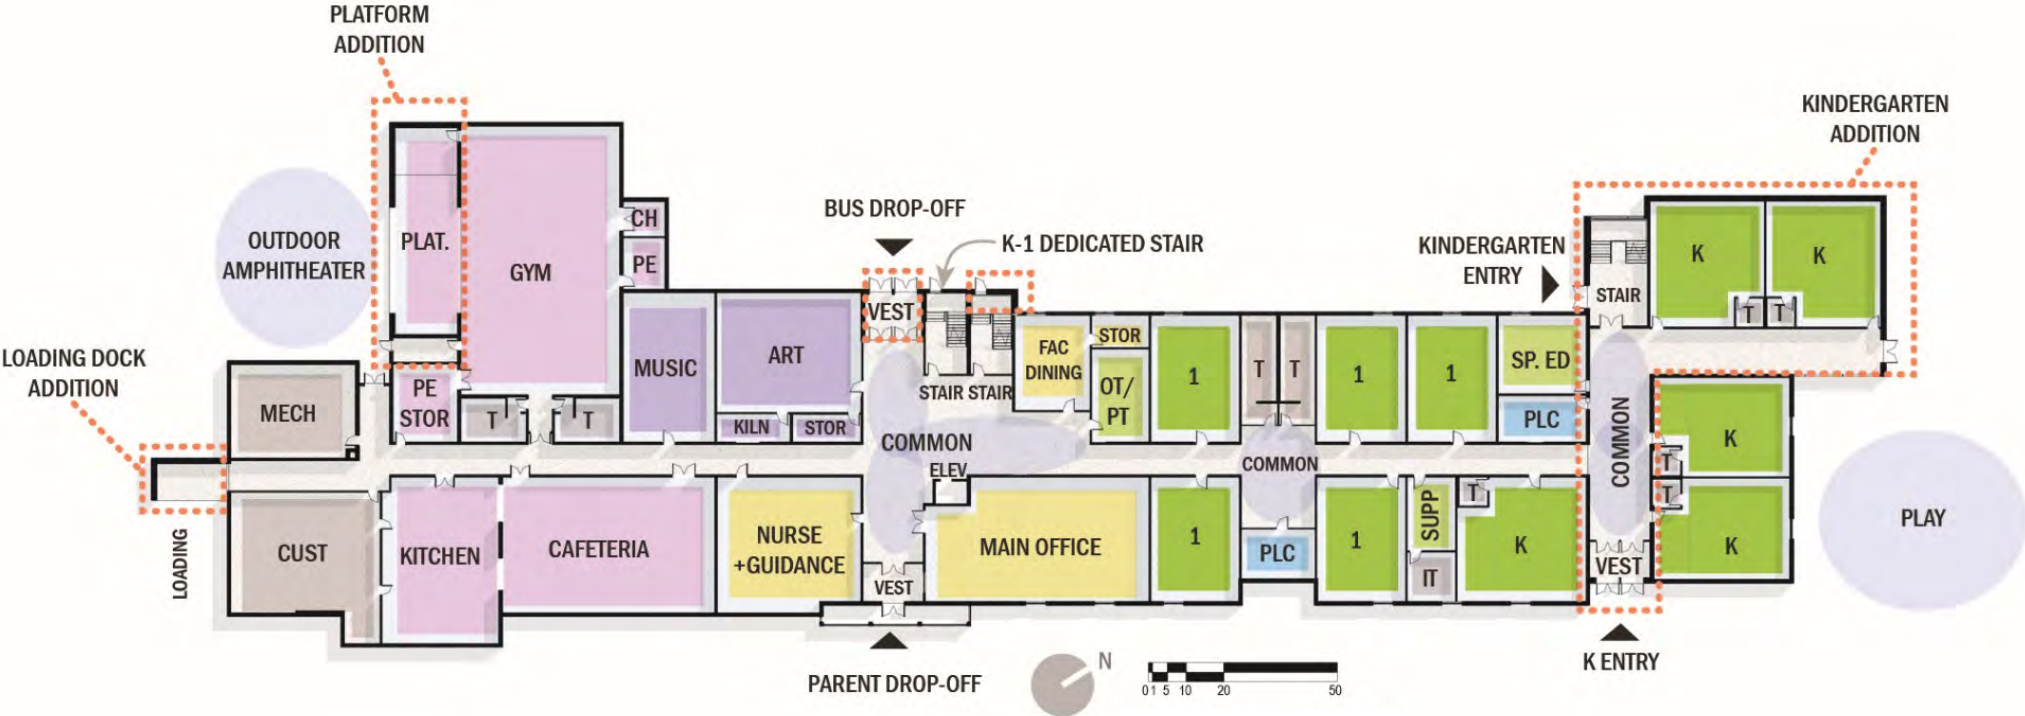 PLATFORM
ADDITION
KINDERGARTEN
ADDITION
OUTDOOR
AMPHITHEATER
PLAT.
GYM
CH
PE
BUS DROP-OFF
K-1 DEDICATED STAIR
KINDERGARTEN
ENTRY
K
K
STAIR
T
T
LOADING DOCK
ADDITION
MECH
PE
STOR
T
T
MUSIC
ART
KILN
STOR
VEST
STAIR
STAIR
FAC
DINING
STOR
OT/
PT
1
T
T
1
1
SP. ED
PLC
COMMON
ELEV
COMMON
COMMON
K
T
T
K
LOADING
CUST
KITCHEN
CAFETERIA
NURSE
+GUIDANCE
VEST
MAIN OFFICE
1
PLC
1
SUPP
IT
T
K
VEST
PLAY
PARENT DROP-OFF
N
0 1 5 10 20 50
K ENTRY